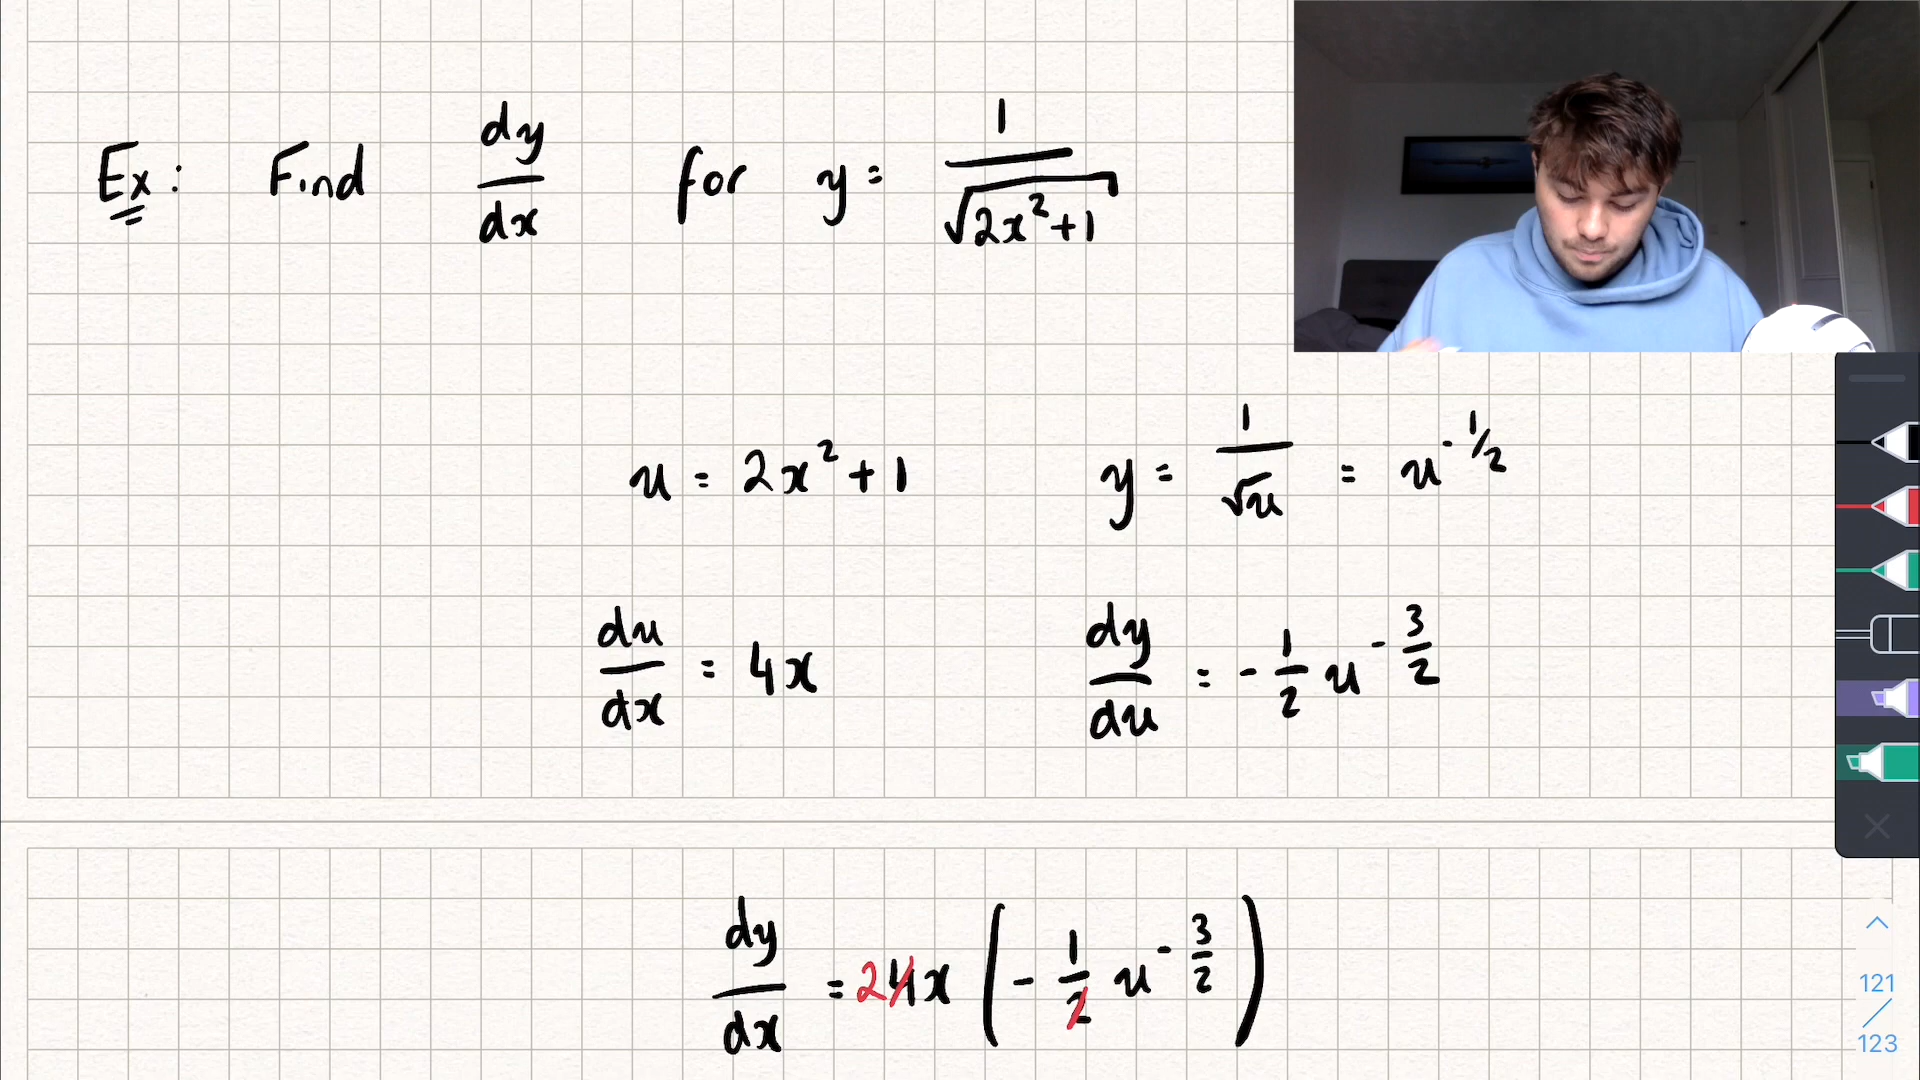 Ex: Find dy/dx for y = 1/√(2x²+1)
u = 2x² + 1 y = 1/√u = u^(-1/2)
du/dx = 4x dy/du = -1/2 u^(-3/2)
dy/dx = 24x (-1/2 u^(-3/2))
121/123